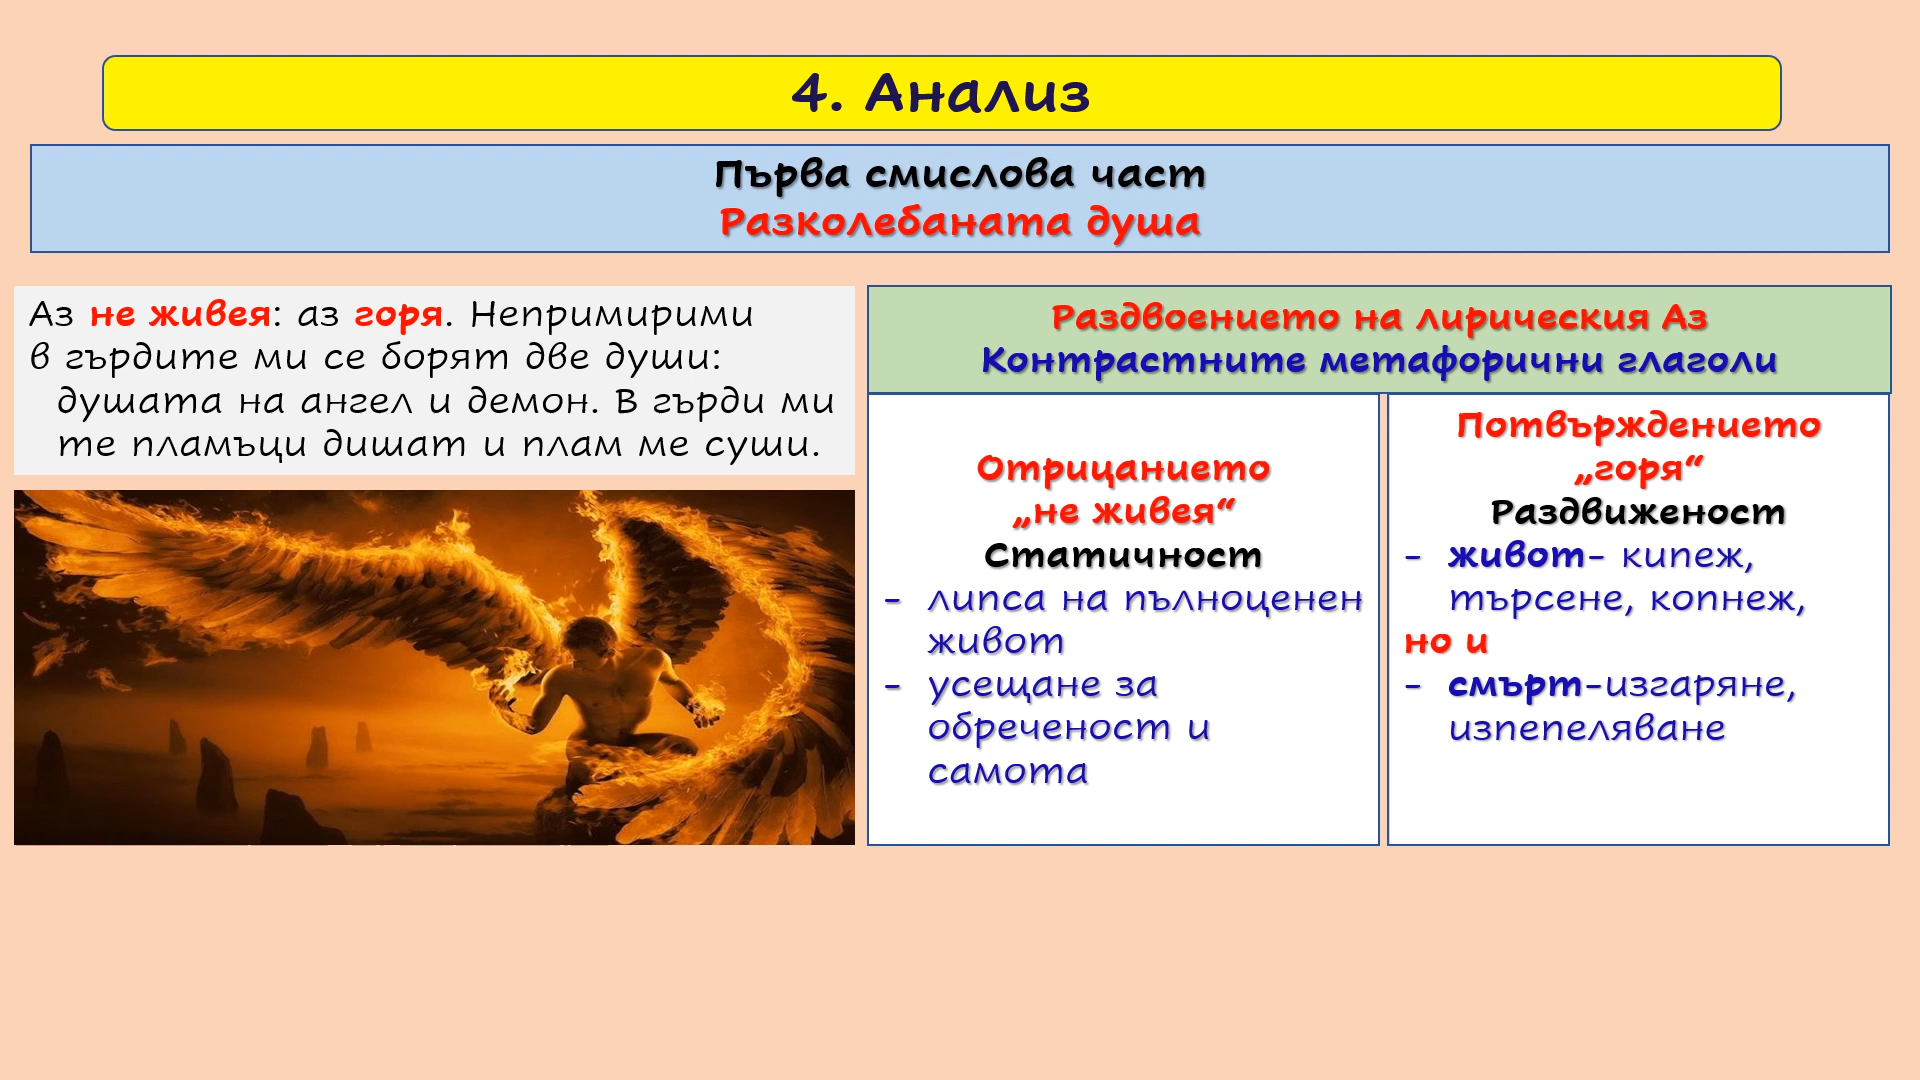 4. Анализ
Първа смислова част
Разколебаната душа
Аз не живея: аз горя. Непримирими
в гърдите ми се борят две души:
душата на ангел и демон. В гърди ми
те пламъци дишат и плам ме суши.
Раздвоението на лирическия Аз
Контрастните метафорични глаголи
Отрицанието
„не живея“
Статичност
- липса на пълноценен
живот
- усещане за
обреченост и
самота
Потвърждението
„горя“
Раздвиженост
- живот- кипеж,
търсене, копнеж,
но и
- смърт-изгаряне,
изпепеляване